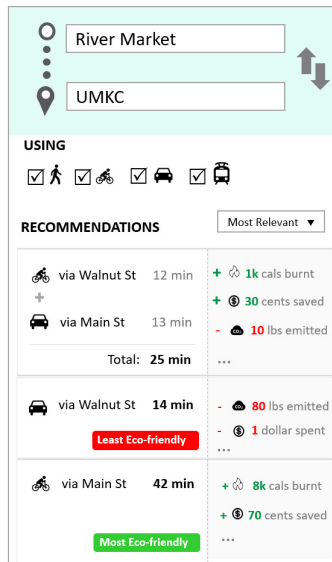 River Market
UMKC
USING
RECOMMENDATIONS
Most Relevant ▼
via Walnut St 12 min
+
via Main St 13 min
Total: 25 min
+ 1k cals burnt
+ $ 30 cents saved
- CO2 10 lbs emitted
...
via Walnut St 14 min
Least Eco-friendly
- CO2 80 lbs emitted
- $ 1 dollar spent
...
via Main St 42 min
Most Eco-friendly
+ 8k cals burnt
+ $ 70 cents saved
...